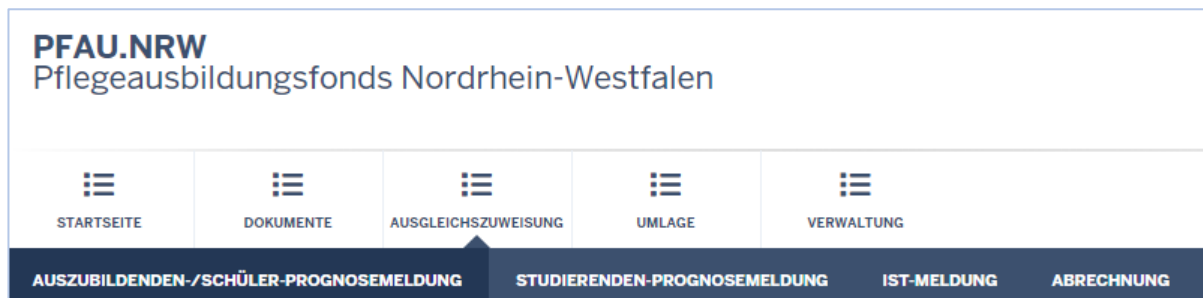 PFAU.NRW
Pflegeausbildungsfonds Nordrhein-Westfalen
STARTSEITE DOKUMENTE AUSGLEICHSZUWEISUNG UMLAGE VERWALTUNG
AUSZUBILDENDEN-/SCHÜLER-PROGNOSEMELDUNG STUDIERENDEN-PROGNOSEMELDUNG IST-MELDUNG ABRECHNUNG